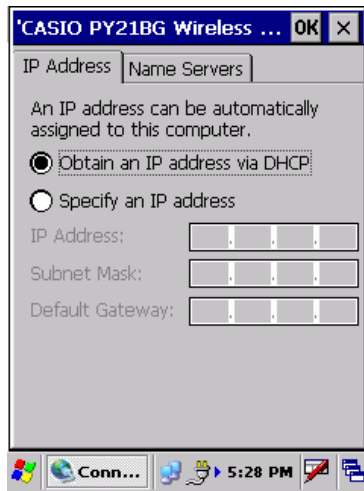 'CASIO PY21BG Wireless ... OK ×
IP Address Name Servers
An IP address can be automatically
assigned to this computer.
Obtain an IP address via DHCP
Specify an IP address
IP Address:
Subnet Mask:
Default Gateway:
Conn... 5:28 PM